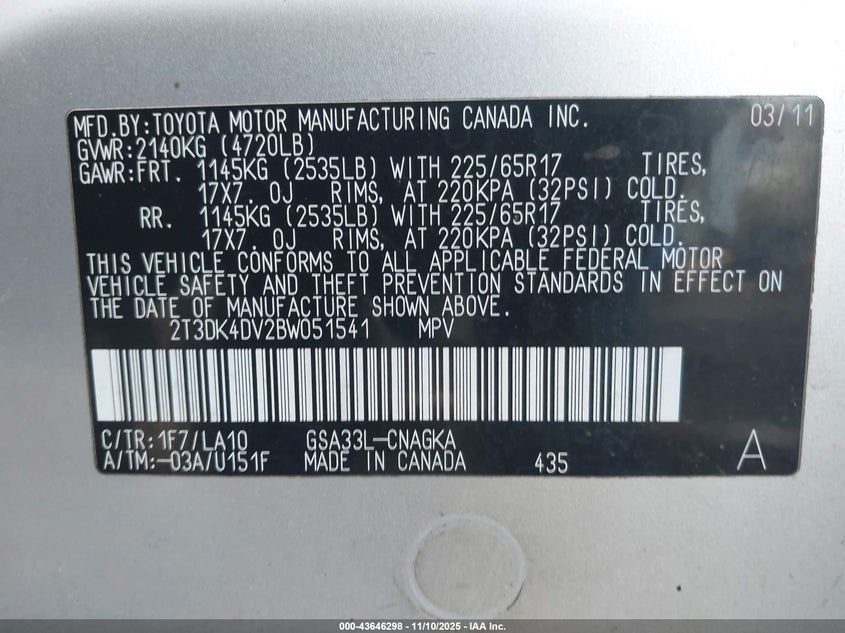 MFD.BY:TOYOTA MOTOR MANUFACTURING CANADA INC. 03/11
GVWR:2140KG (4720LB)
GAWR:FRT. 1145KG (2535LB) WITH 225/65R17 TIRES,
17X7.0J RIMS, AT 220KPA (32PSI) COLD.
RR. 1145KG (2535LB) WITH 225/65R17 TIRES,
17X7.0J RIMS, AT 220KPA (32PSI) COLD.
THIS VEHICLE CONFORMS TO ALL APPLICABLE FEDERAL MOTOR
VEHICLE SAFETY AND THEFT PREVENTION STANDARDS IN EFFECT ON
THE DATE OF MANUFACTURE SHOWN ABOVE.
2T3DK4DV2BW051541 MPV
C/TR:1F7/LA10 GSA33L-CNAGKA
A/TM:-03A/U151F MADE IN CANADA 435 A
000-43646298 - 11/10/2025 - IAA Inc.